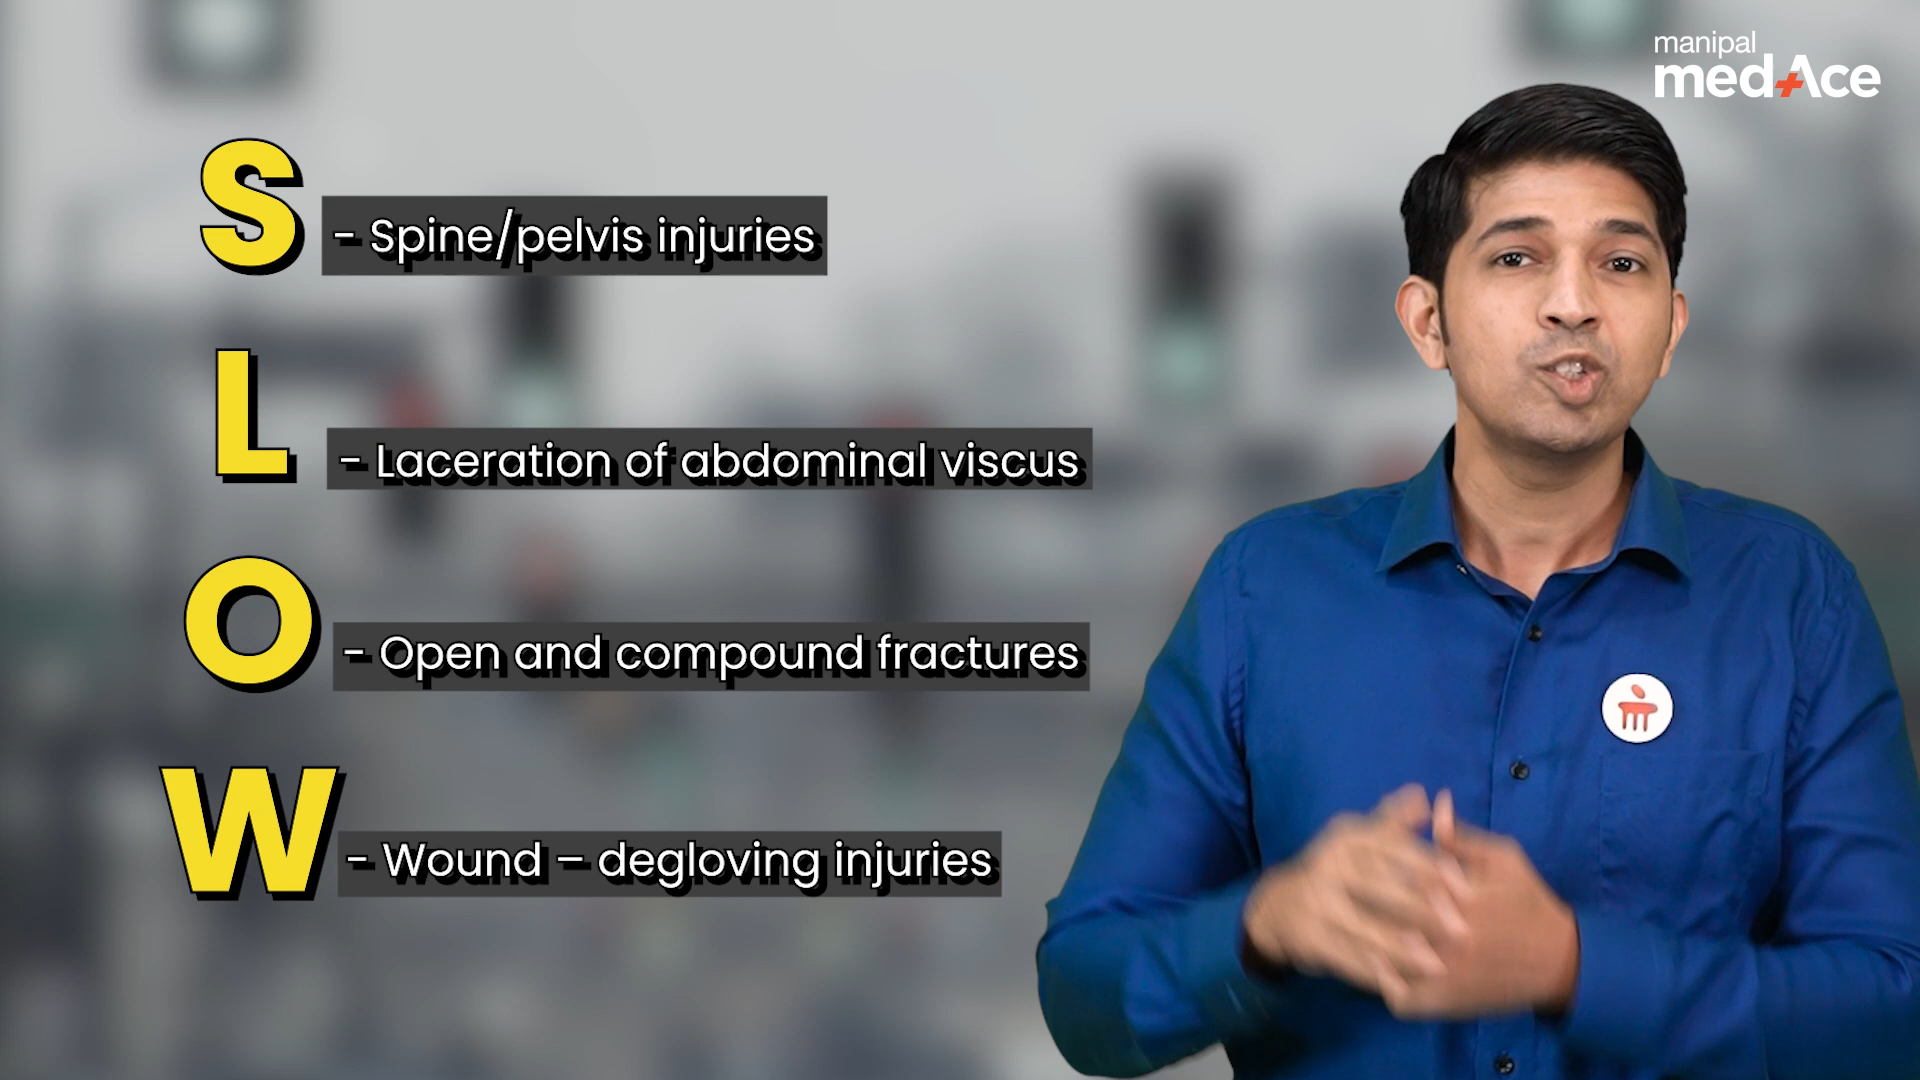 manipal
medAce
S - Spine/pelvis injuries
L - Laceration of abdominal viscus
O - Open and compound fractures
W - Wound – degloving injuries